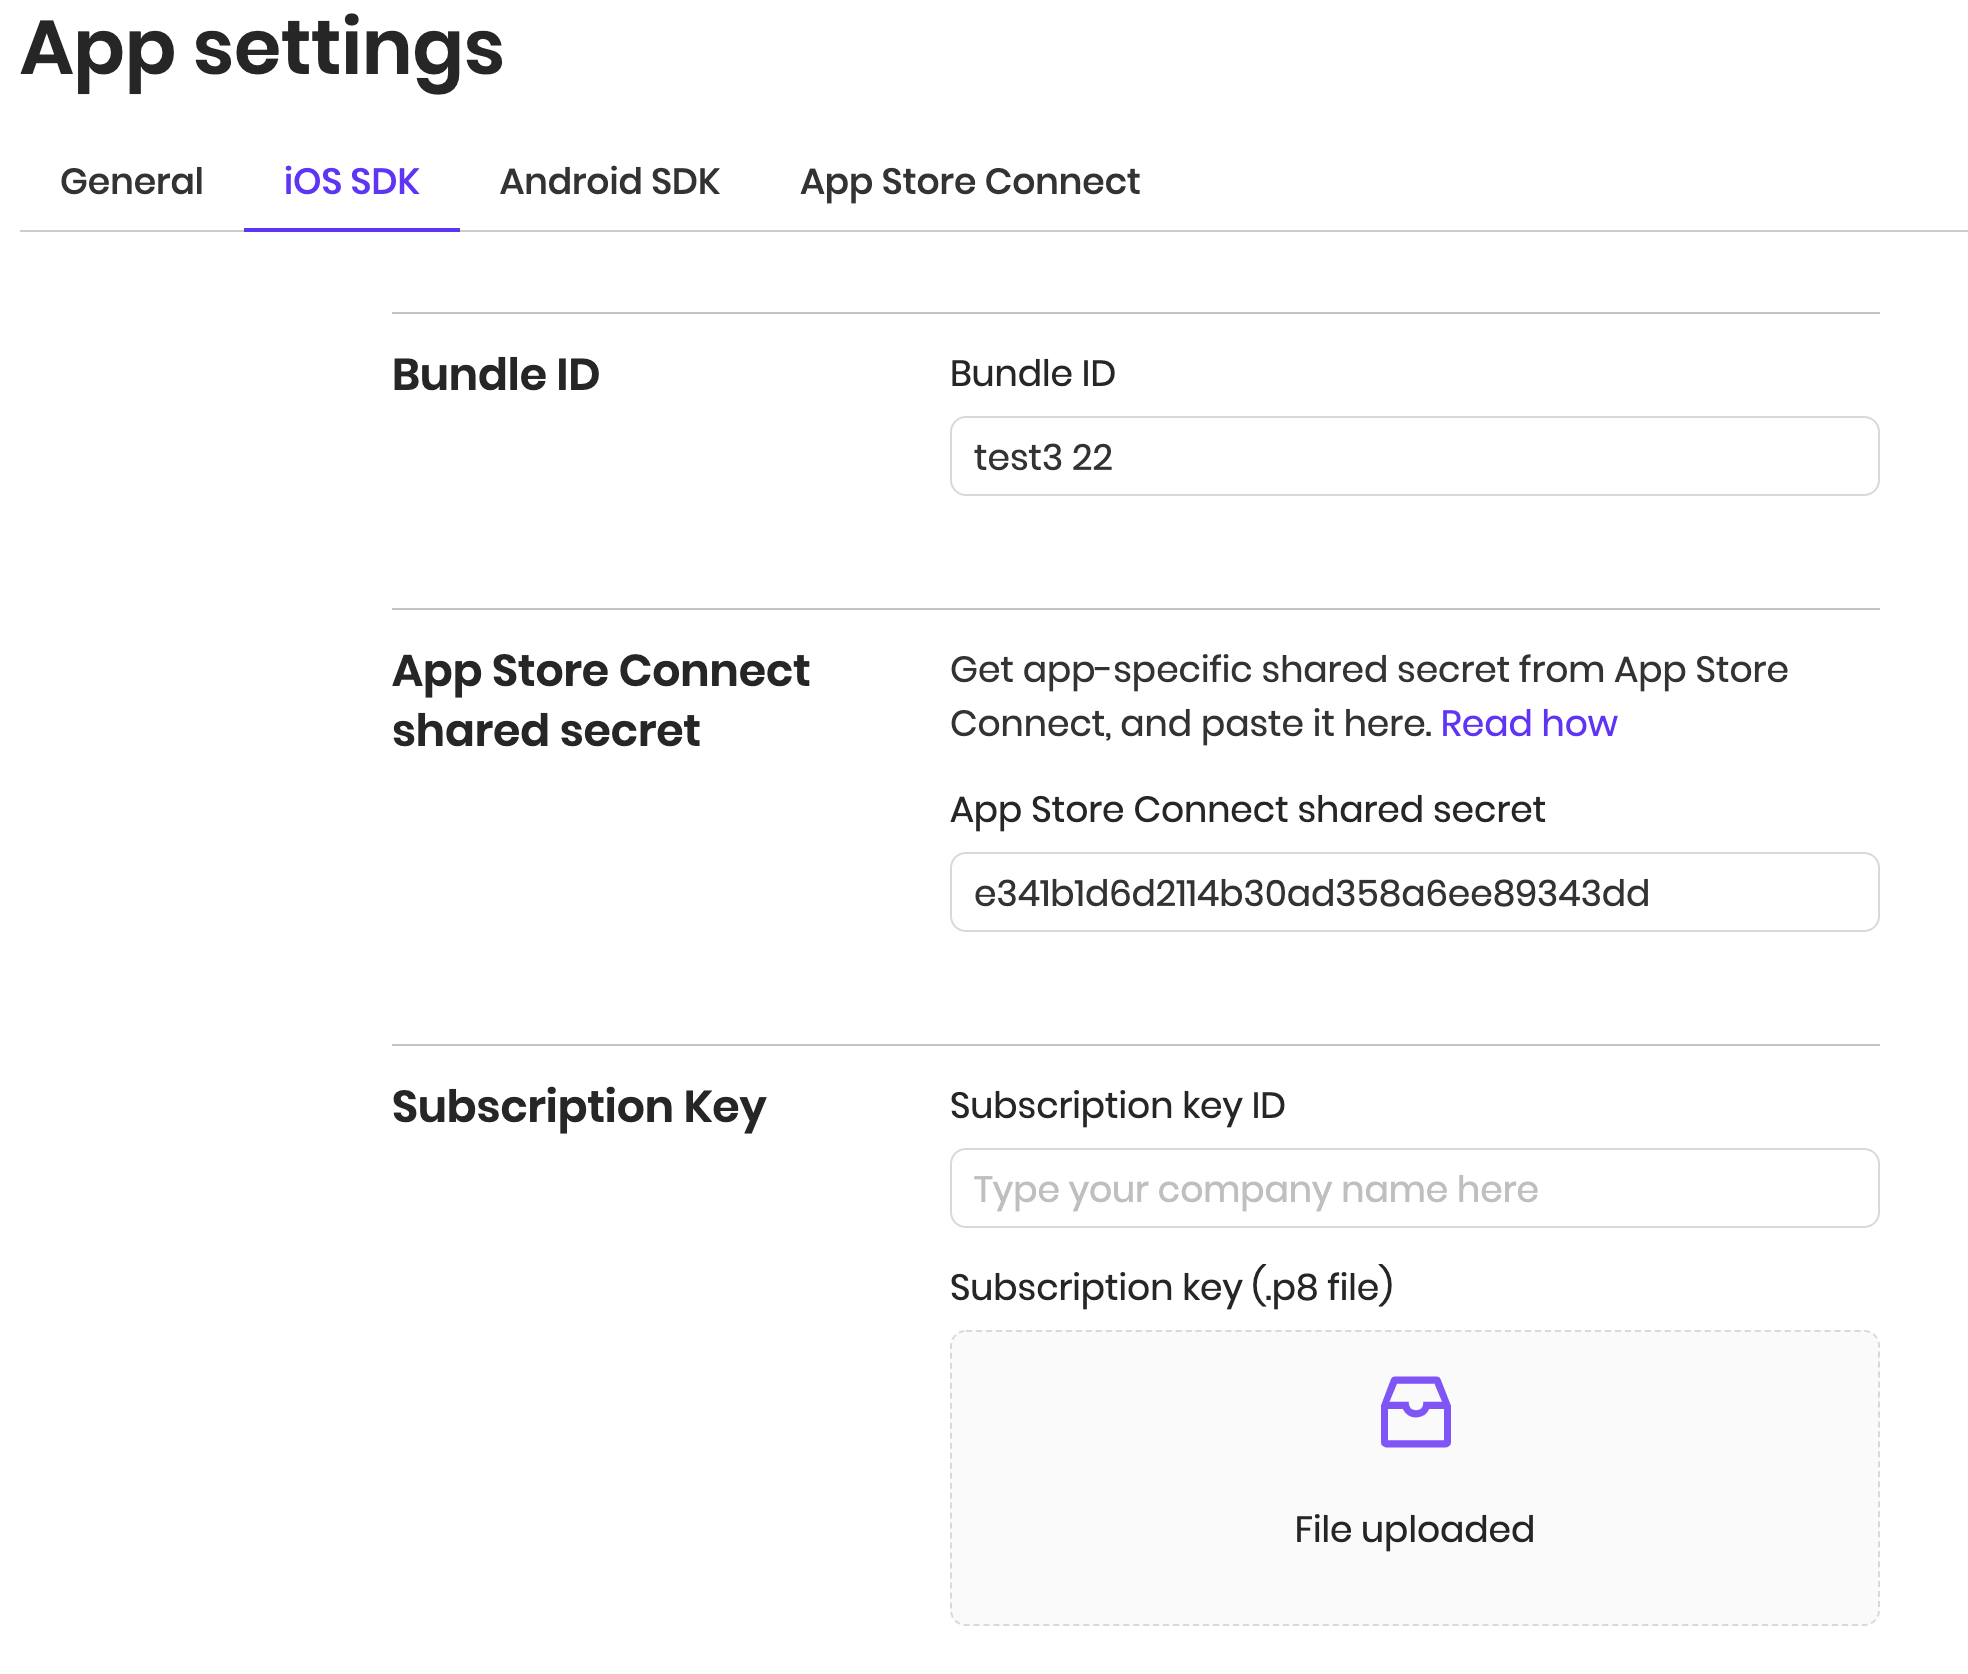 App settings
General iOS SDK Android SDK App Store Connect
Bundle ID
Bundle ID
test3 22
App Store Connect
shared secret
Get app-specific shared secret from App Store
Connect, and paste it here. Read how
App Store Connect shared secret
e341b1d6d2114b30ad358a6ee89343dd
Subscription Key
Subscription key ID
Type your company name here
Subscription key (.p8 file)
File uploaded